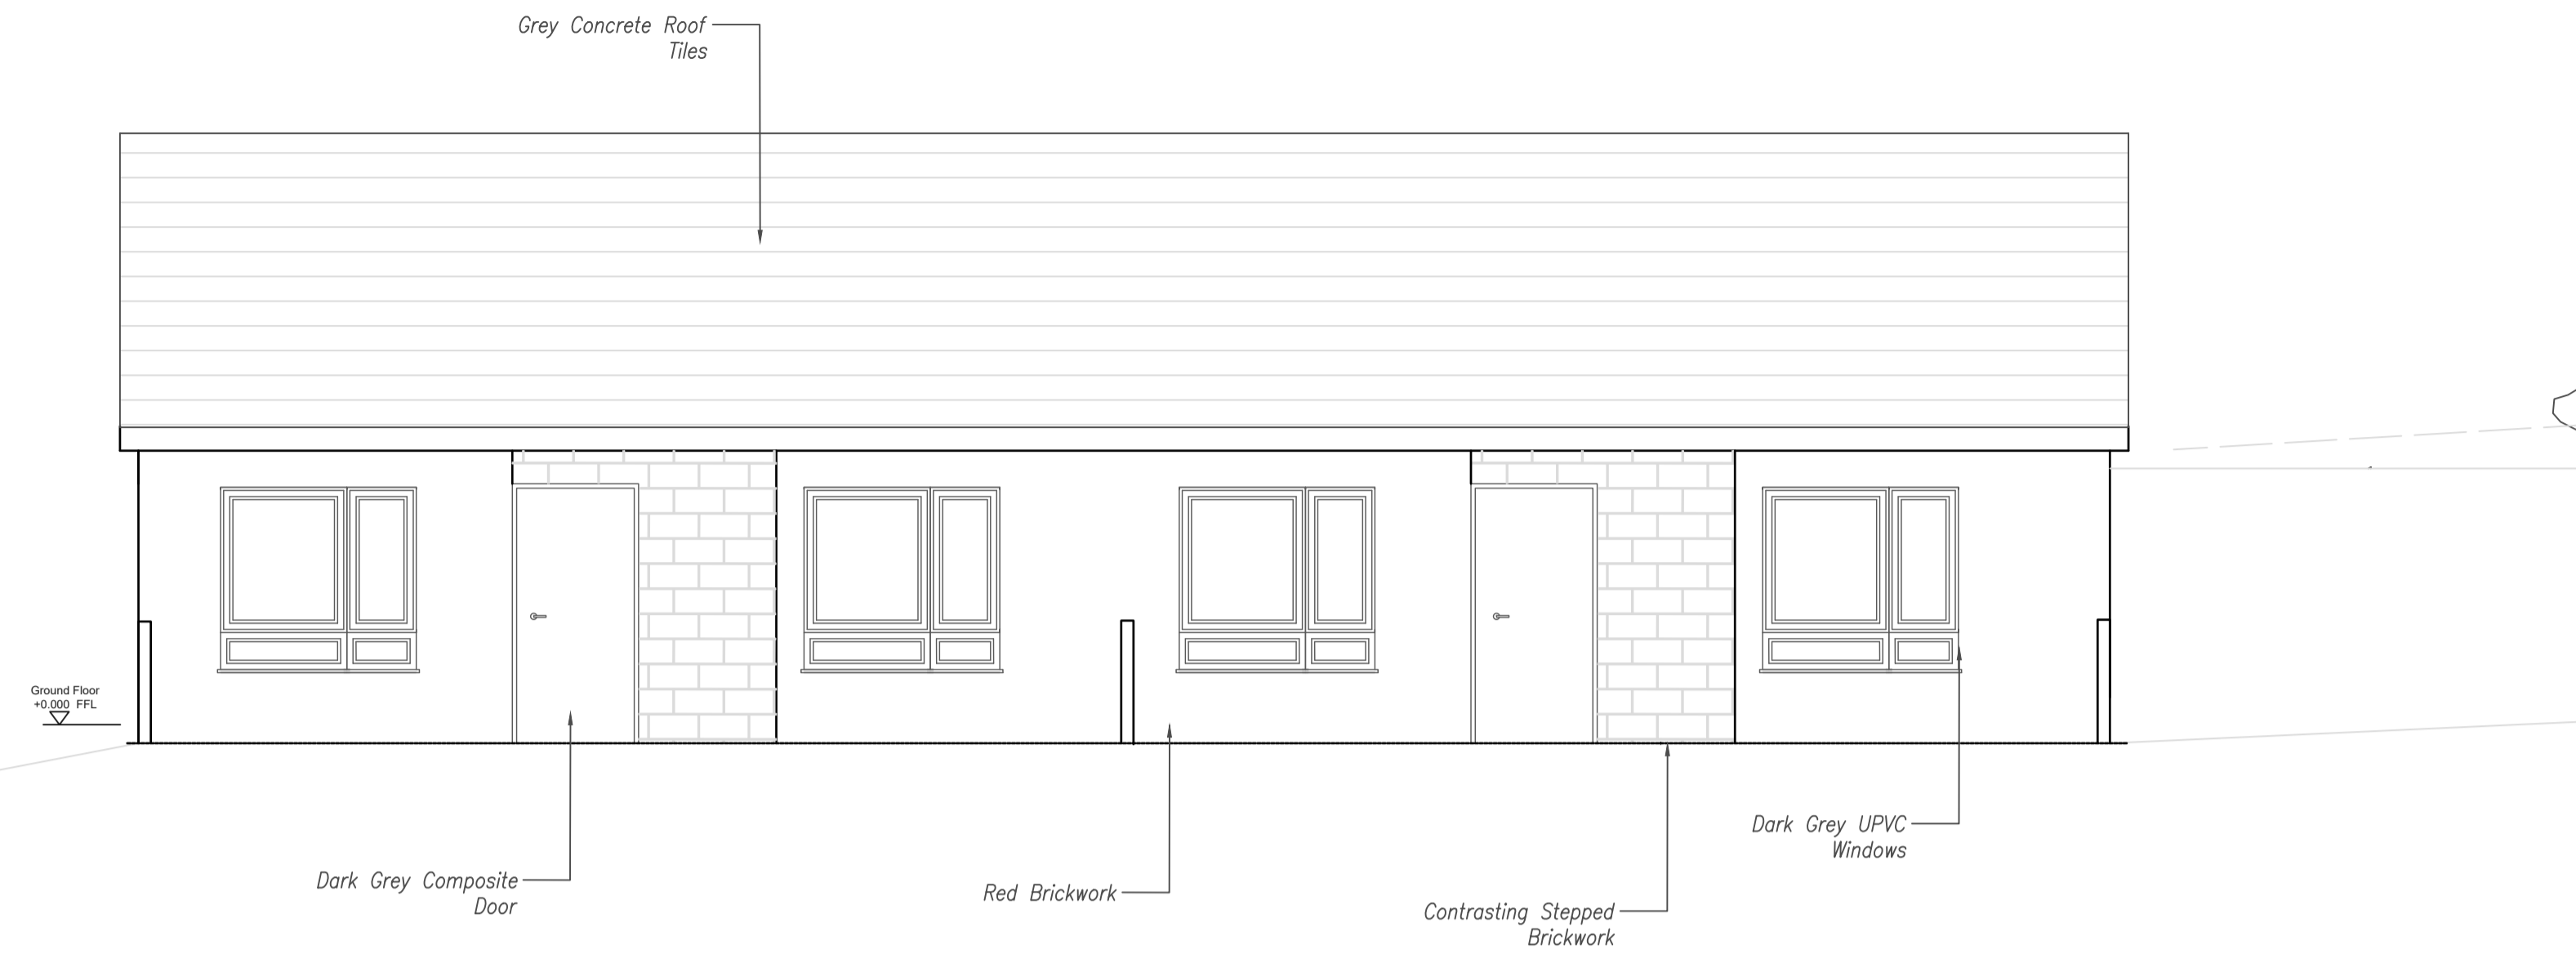 Grey Concrete Roof
Tiles
Ground Floor
+0.000 FFL
Dark Grey UPVC
Windows
Dark Grey Composite
Door
Red Brickwork
Contrasting Stepped
Brickwork